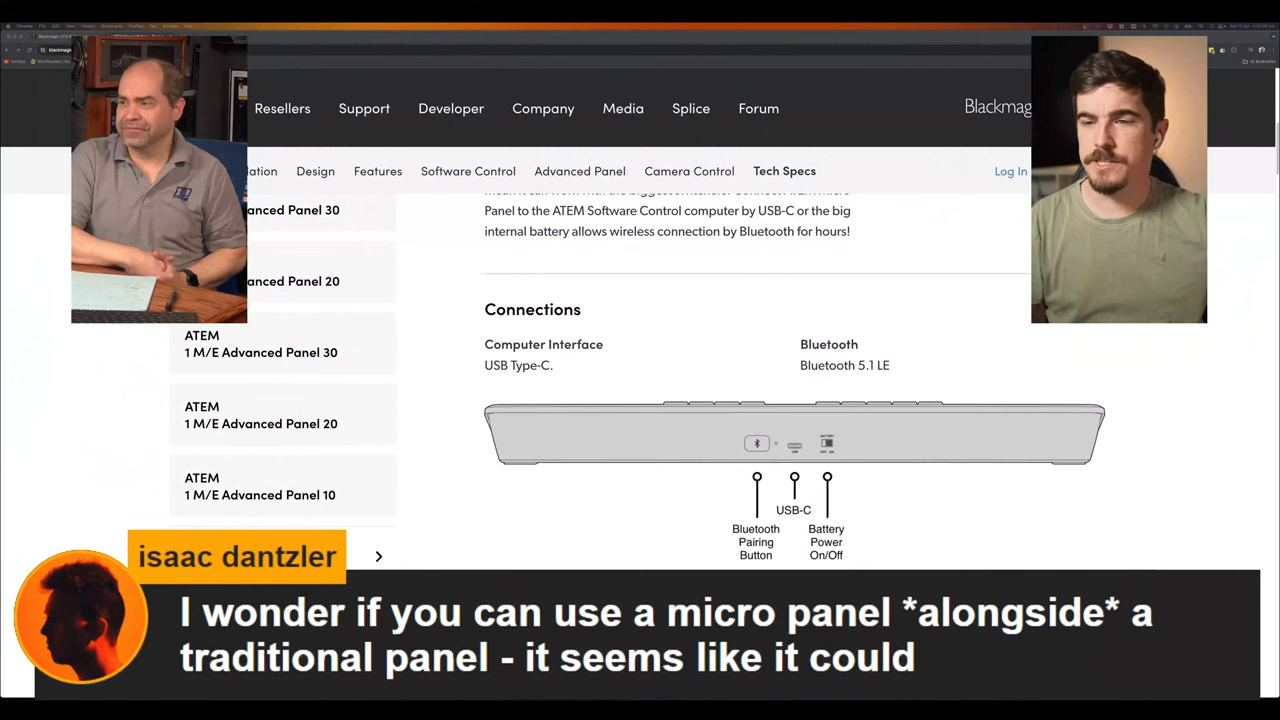 Resellers Support Developer Company Media Splice Forum
Blackmagic
Design Features Software Control Advanced Panel Camera Control Tech Specs
Log In
Panel to the ATEM Software Control computer by USB-C or the big
internal battery allows wireless connection by Bluetooth for hours!
Panel 30
Panel 20
ATEM
1 M/E Advanced Panel 30
ATEM
1 M/E Advanced Panel 20
ATEM
1 M/E Advanced Panel 10
Connections
Computer Interface
USB Type-C.
Bluetooth
Bluetooth 5.1 LE
Bluetooth
Pairing
Button
USB-C
Battery
Power
On/Off
isaac dantzler
I wonder if you can use a micro panel *alongside* a
traditional panel - it seems like it could